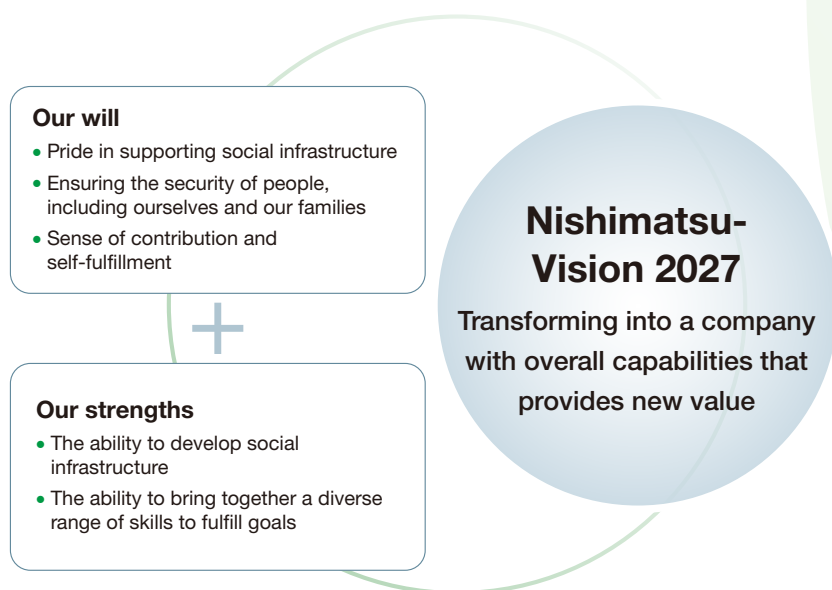 Our will
• Pride in supporting social infrastructure
• Ensuring the security of people,
including ourselves and our families
• Sense of contribution and
self-fulfillment
+
Our strengths
• The ability to develop social
infrastructure
• The ability to bring together a diverse
range of skills to fulfill goals
Nishimatsu-
Vision 2027
Transforming into a company
with overall capabilities that
provides new value